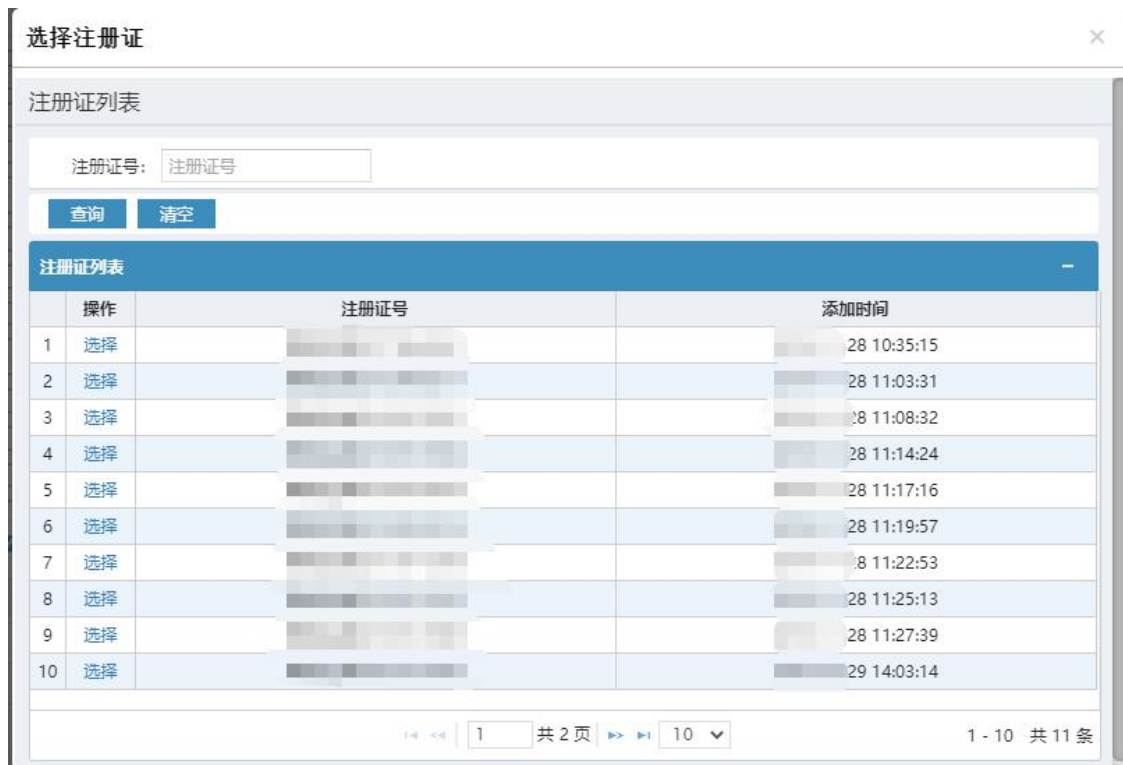 选择注册证
注册证列表
注册证号: 注册证号
查询 清空
注册证列表
操作 注册证号 添加时间
1 选择 28 10:35:15
2 选择 28 11:03:31
3 选择 28 11:08:32
4 选择 28 11:14:24
5 选择 28 11:17:16
6 选择 28 11:19:57
7 选择 8 11:22:53
8 选择 28 11:25:13
9 选择 28 11:27:39
10 选择 29 14:03:14
1 共 2 页 10 1 - 10 共 11 条